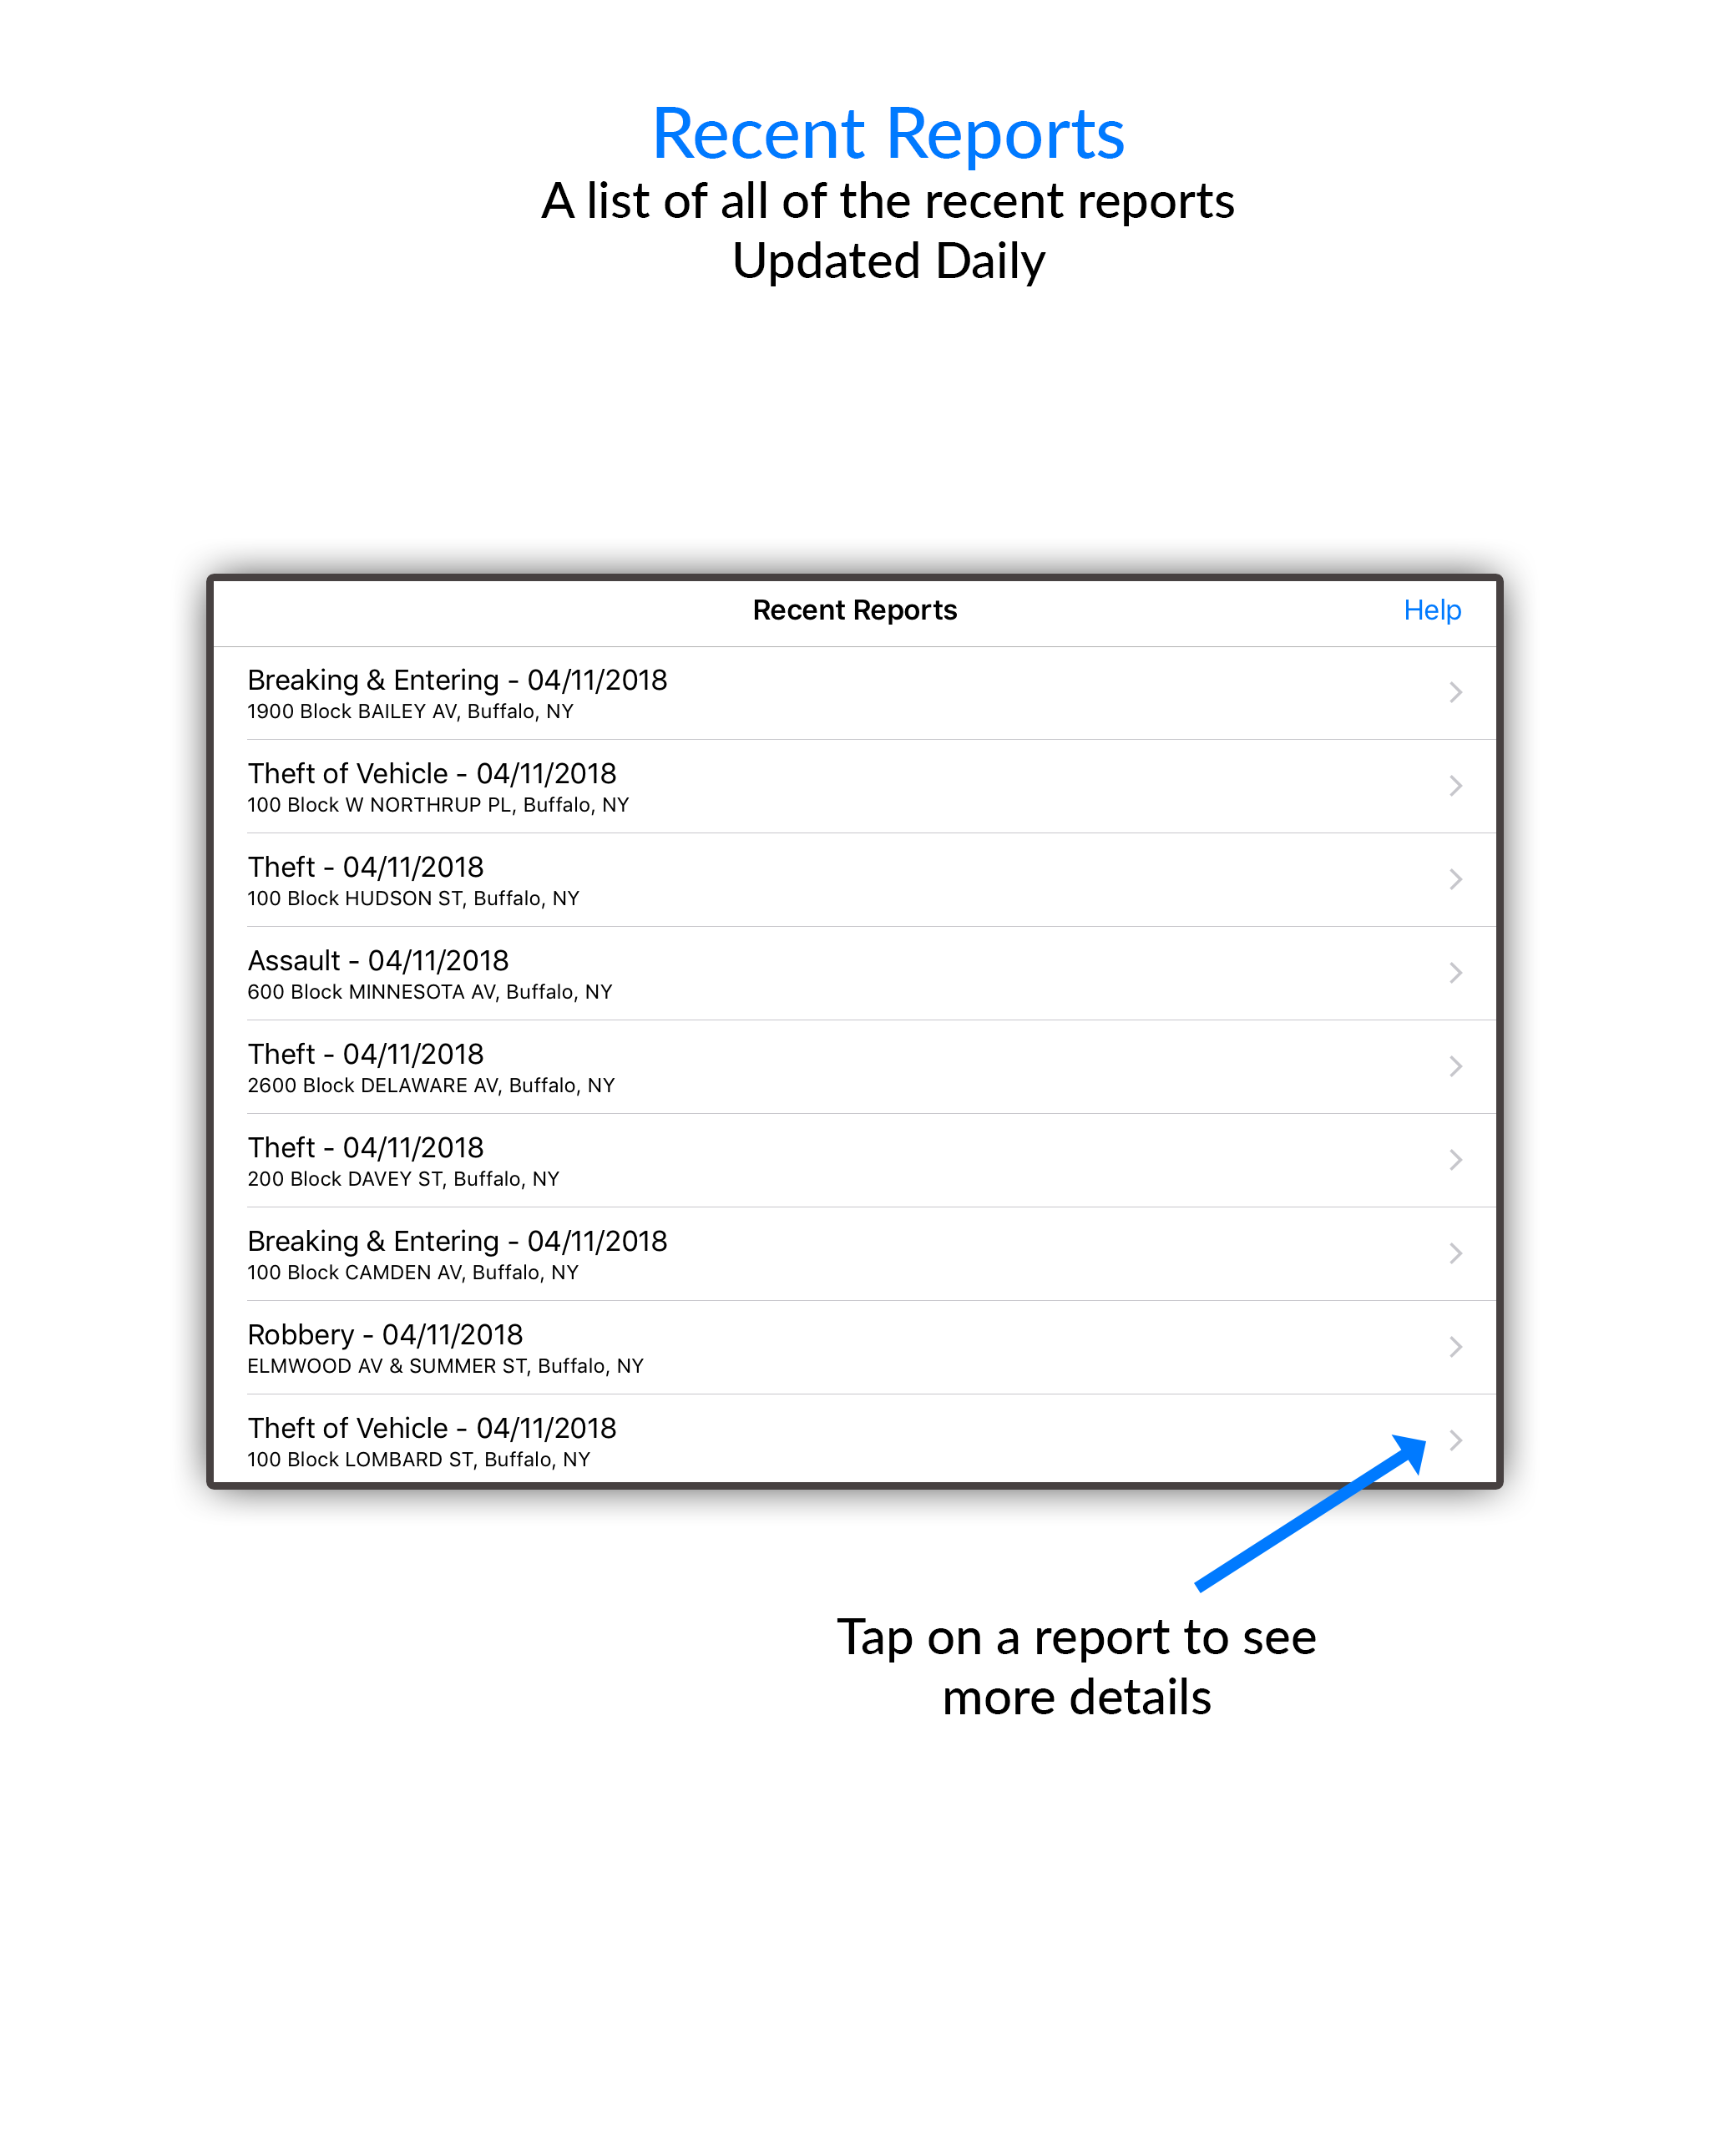 Recent Reports
A list of all of the recent reports
Updated Daily
Recent Reports
Help
Breaking & Entering - 04/11/2018
1900 Block BAILEY AV, Buffalo, NY
Theft of Vehicle - 04/11/2018
100 Block W NORTHRUP PL, Buffalo, NY
Theft - 04/11/2018
100 Block HUDSON ST, Buffalo, NY
Assault - 04/11/2018
600 Block MINNESOTA AV, Buffalo, NY
Theft - 04/11/2018
2600 Block DELAWARE AV, Buffalo, NY
Theft - 04/11/2018
200 Block DAVEY ST, Buffalo, NY
Breaking & Entering - 04/11/2018
100 Block CAMDEN AV, Buffalo, NY
Robbery - 04/11/2018
ELMWOOD AV & SUMMER ST, Buffalo, NY
Theft of Vehicle - 04/11/2018
100 Block LOMBARD ST, Buffalo, NY
Tap on a report to see
more details